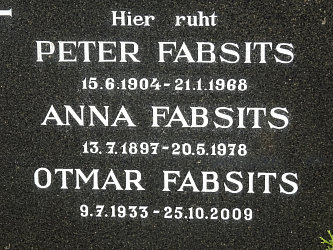 Hier ruht
PETER FABSITS
15.6.1904-21.1.1968
ANNA FABSITS
13.7.1897-20.5.1978
OTMAR FABSITS
9.7.1933-25.10.2009